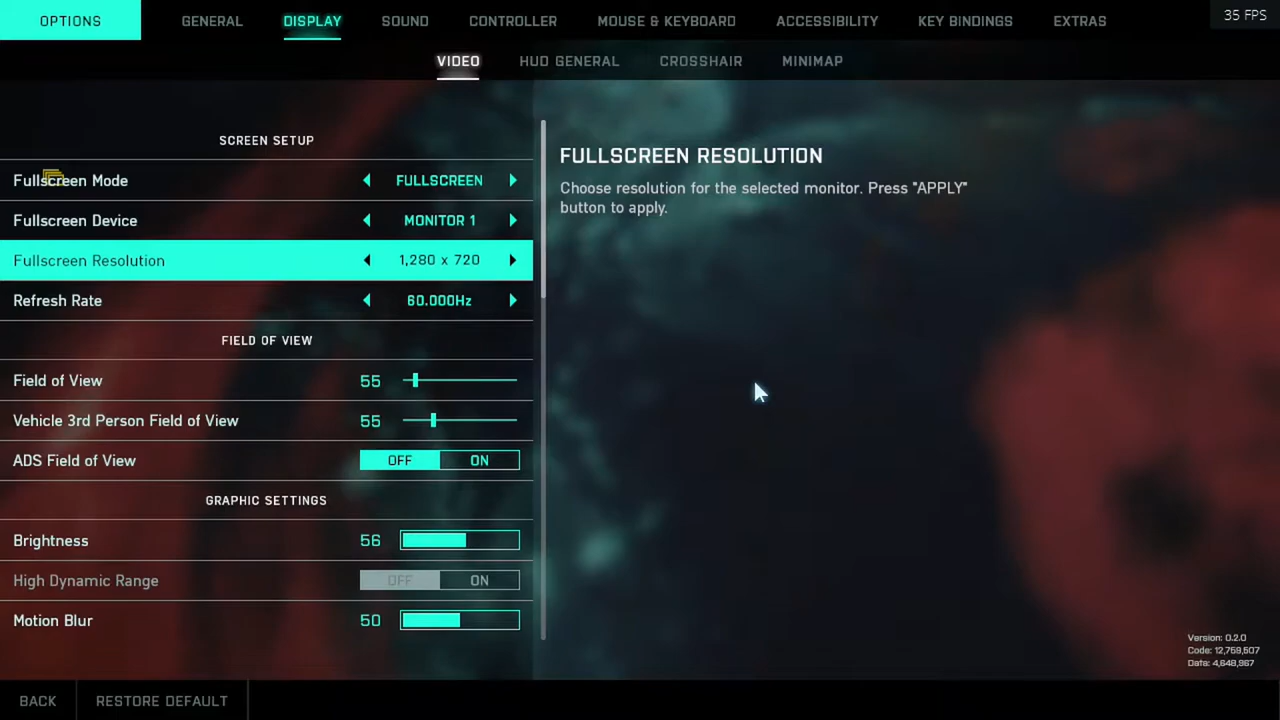 OPTIONS
GENERAL
DISPLAY
SOUND
CONTROLLER
MOUSE & KEYBOARD
ACCESSIBILITY
KEY BINDINGS
EXTRAS
35 FPS
VIDEO
HUD GENERAL
CROSSHAIR
MINIMAP
SCREEN SETUP
Fullscreen Mode
FULLSCREEN
Fullscreen Device
MONITOR 1
Fullscreen Resolution
1,280 x 720
Refresh Rate
60.000Hz
FIELD OF VIEW
Field of View
55
Vehicle 3rd Person Field of View
55
ADS Field of View
OFF
ON
GRAPHIC SETTINGS
Brightness
56
High Dynamic Range
OFF
ON
Motion Blur
50
FULLSCREEN RESOLUTION
Choose resolution for the selected monitor. Press "APPLY"
button to apply.
Version: 0.2.0
Code: 12,759,507
Data: 4,648,967
BACK
RESTORE DEFAULT